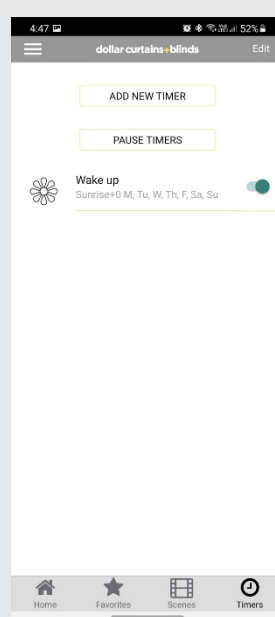 4:47 52%
dollar curtains+blinds Edit
ADD NEW TIMER
PAUSE TIMERS
Wake up
Sunrise+0 M, Tu, W, Th, F, Sa, Su
Home Favorites Scenes Timers